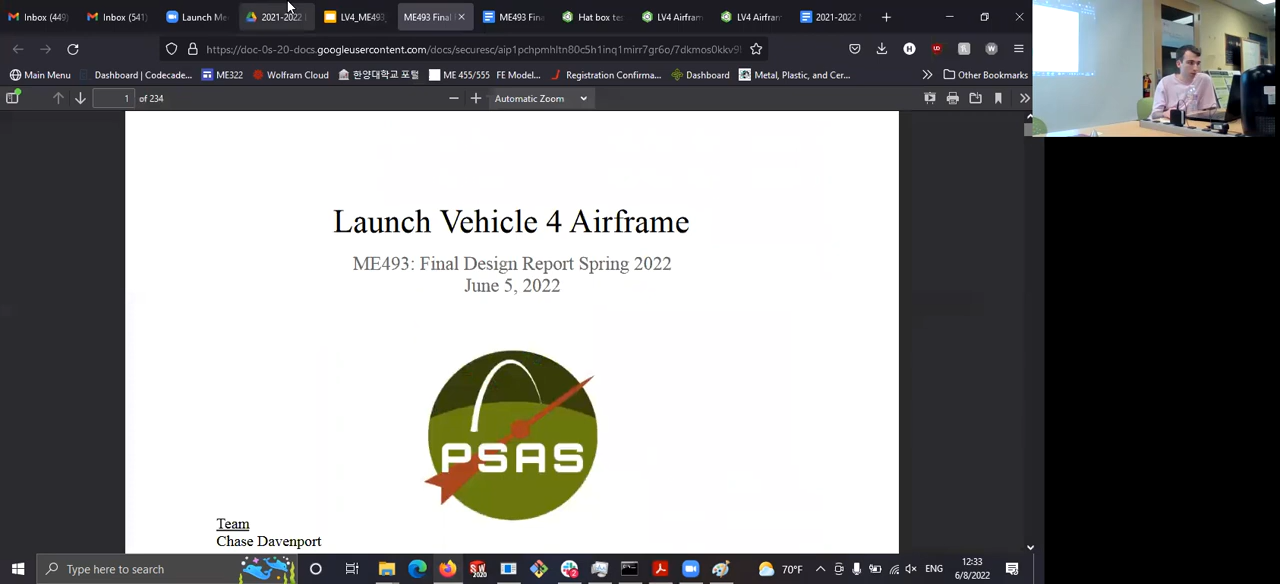 Inbox (449)
Inbox (541)
Launch Me
2021-2022
LV4_ME493
ME493 Final
ME493 Fin
Hat box te
LV4 Airfram
LV4 Airfra
2021-2022
https://doc-0s-20-docs.googleusercontent.com/docs/securesc/
Main Menu
Dashboard | Codecade...
ME322
Wolfram Cloud
한양대학교 포털
ME 455/555
FE Model...
Registration Confirma...
Dashboard
Metal, Plastic, and Cer...
Other Bookmarks
1 of 234
Automatic Zoom
Launch Vehicle 4 Airframe
ME493: Final Design Report Spring 2022
June 5, 2022
PSAS
Team
Chase Davenport
Type here to search
70°F
ENG
12:33
6/8/2022